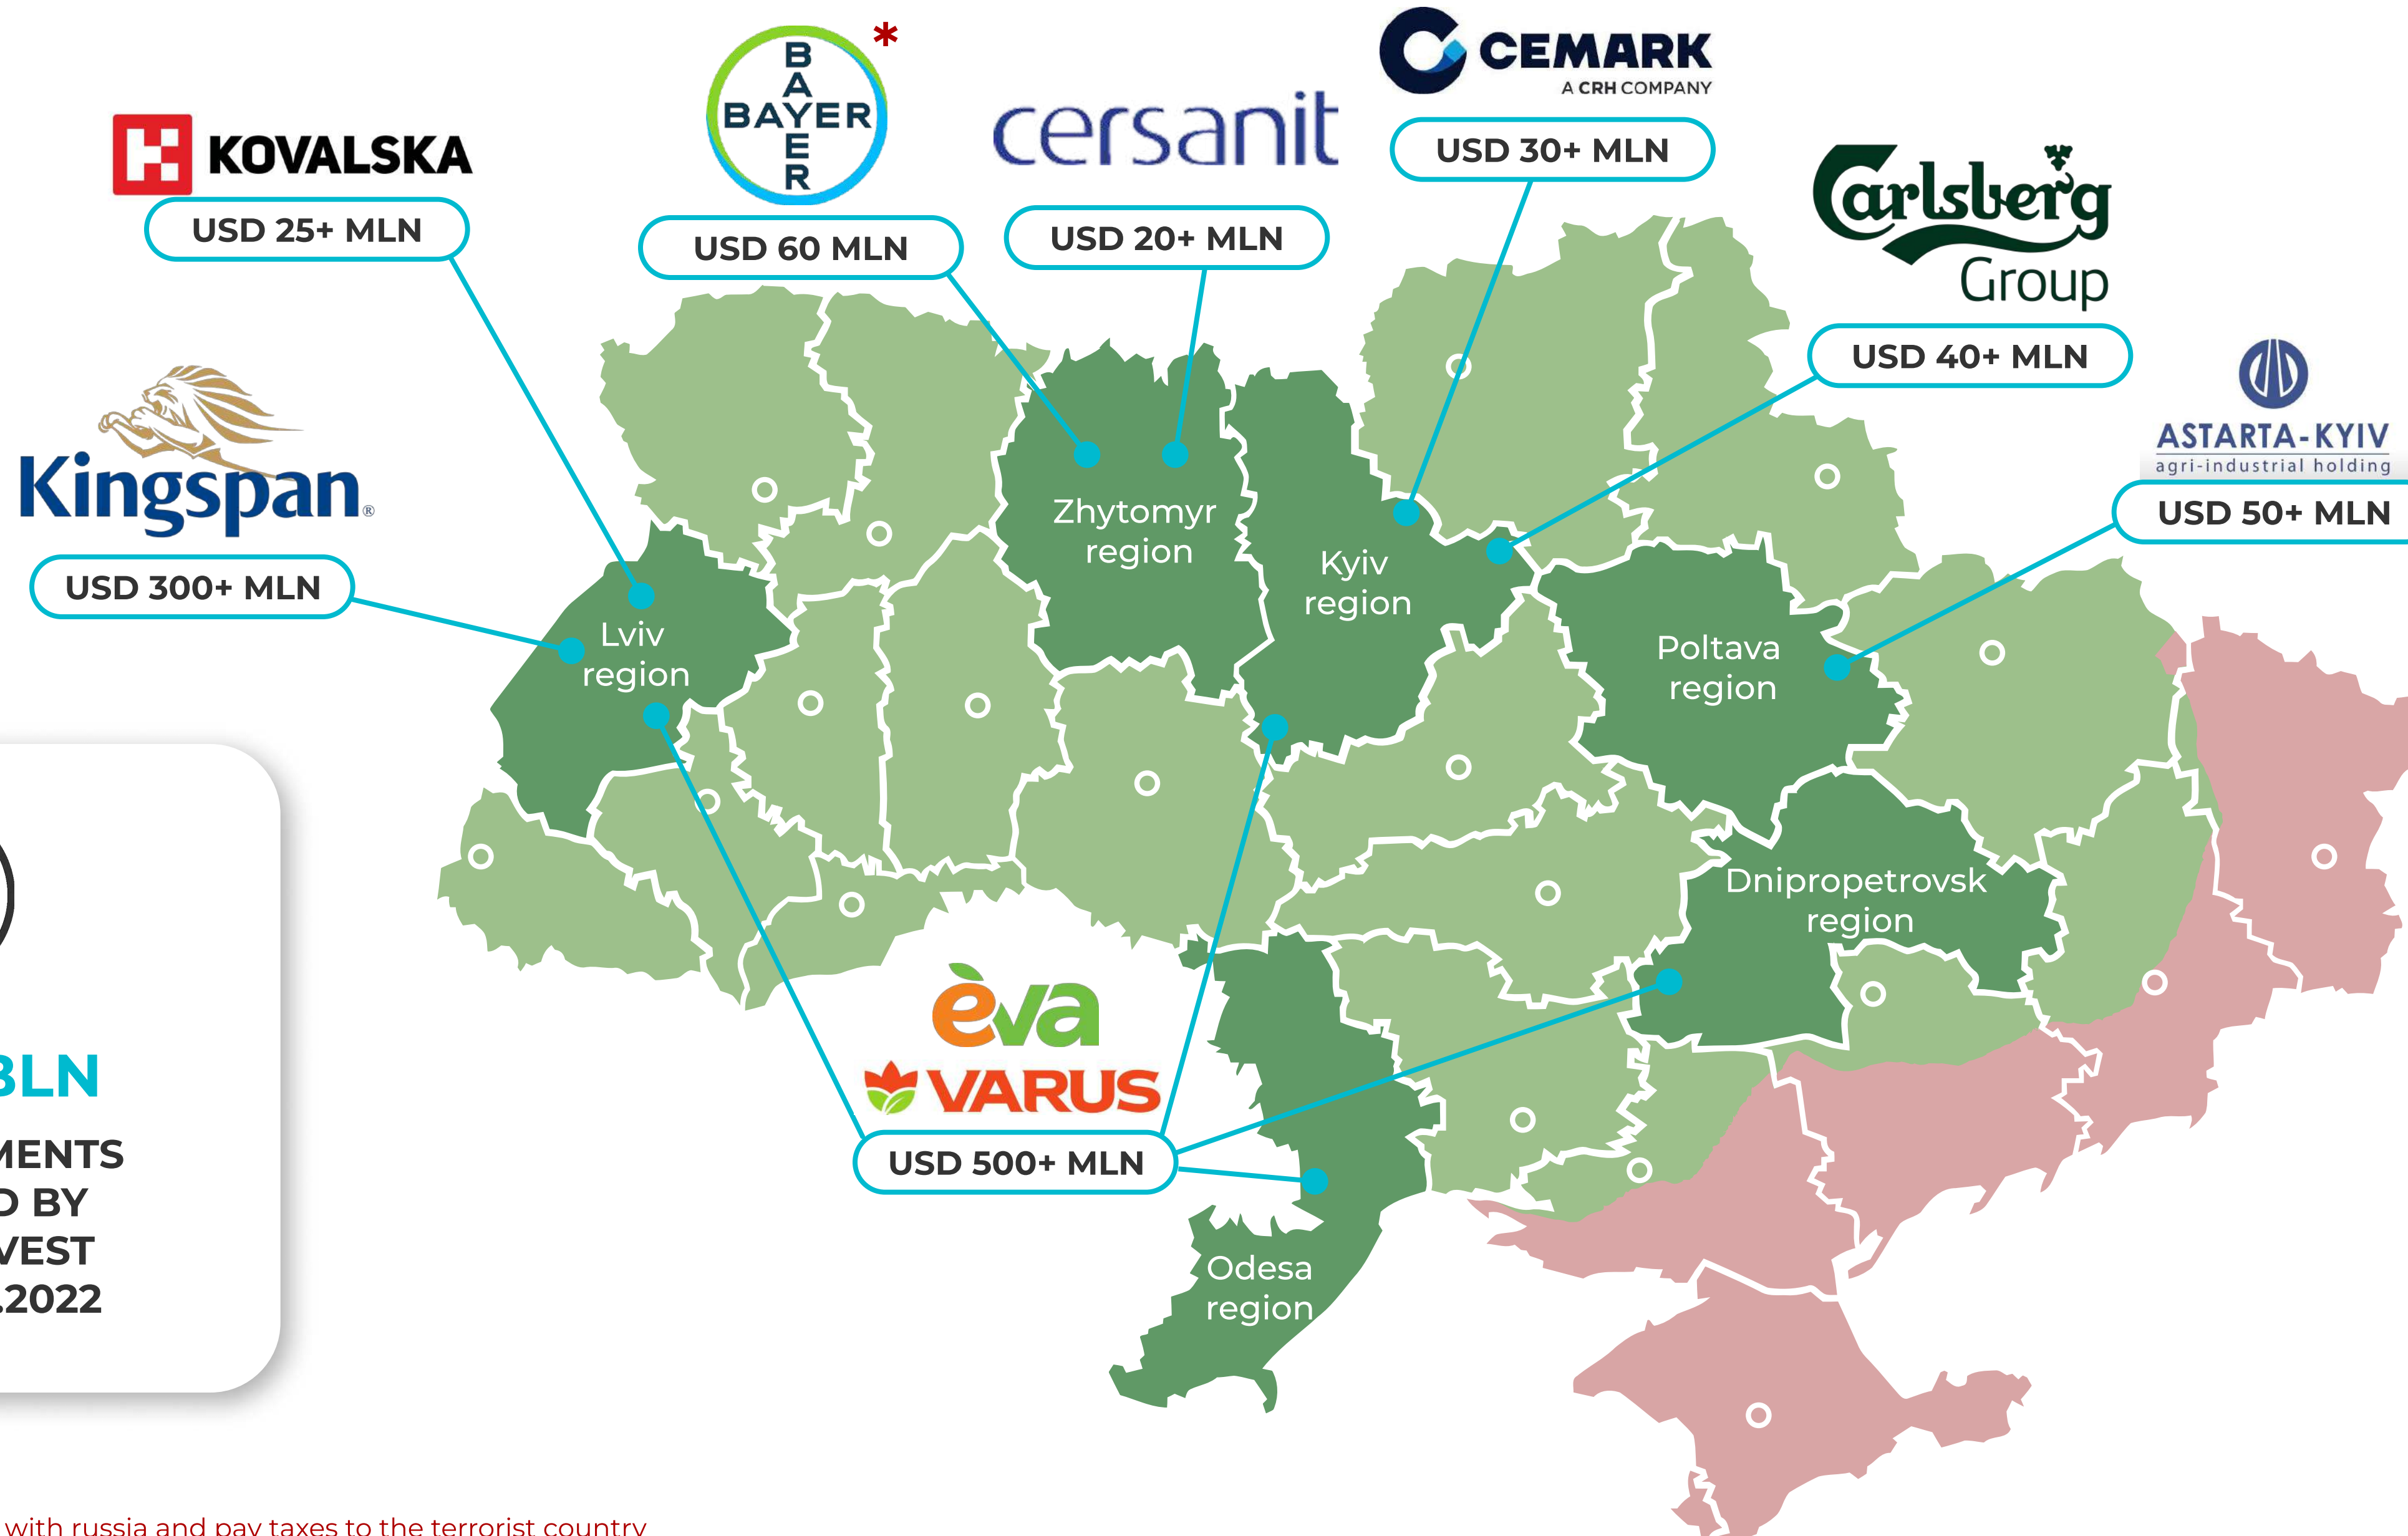 KOVALSKA
USD 25+ MLN
BAYER
BAYER
USD 60 MLN
*
cersanit
USD 20+ MLN
CEMARK
A CRH COMPANY
USD 30+ MLN
Carlsberg
Group
USD 40+ MLN
Kingspan®
USD 300+ MLN
ASTARTA-KYIV
agri-industrial holding
USD 50+ MLN
Zhytomyr
region
Kyiv
region
Lviv
region
Poltava
region
Dnipropetrovsk
region
èva
VARUS
USD 500+ MLN
Odesa
region
BLN
MENTS
D BY
VEST
.2022
with russia and pay taxes to the terrorist country